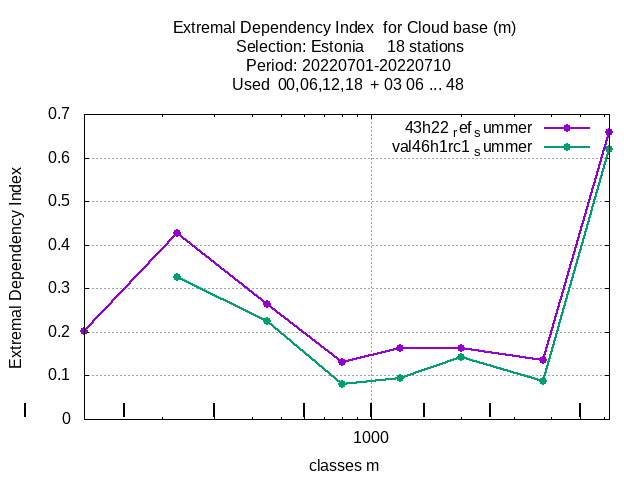 Extremal Dependency Index for Cloud base (m)
Selection: Estonia 18 stations
Period: 20220701-20220710
Used 00,06,12,18 + 03 06 ... 48
43h22 ref summer
val46h1rc1 summer
Extremal Dependency Index
0.7
0.6
0.5
0.4
0.3
0.2
0.1
0
1000
classes m